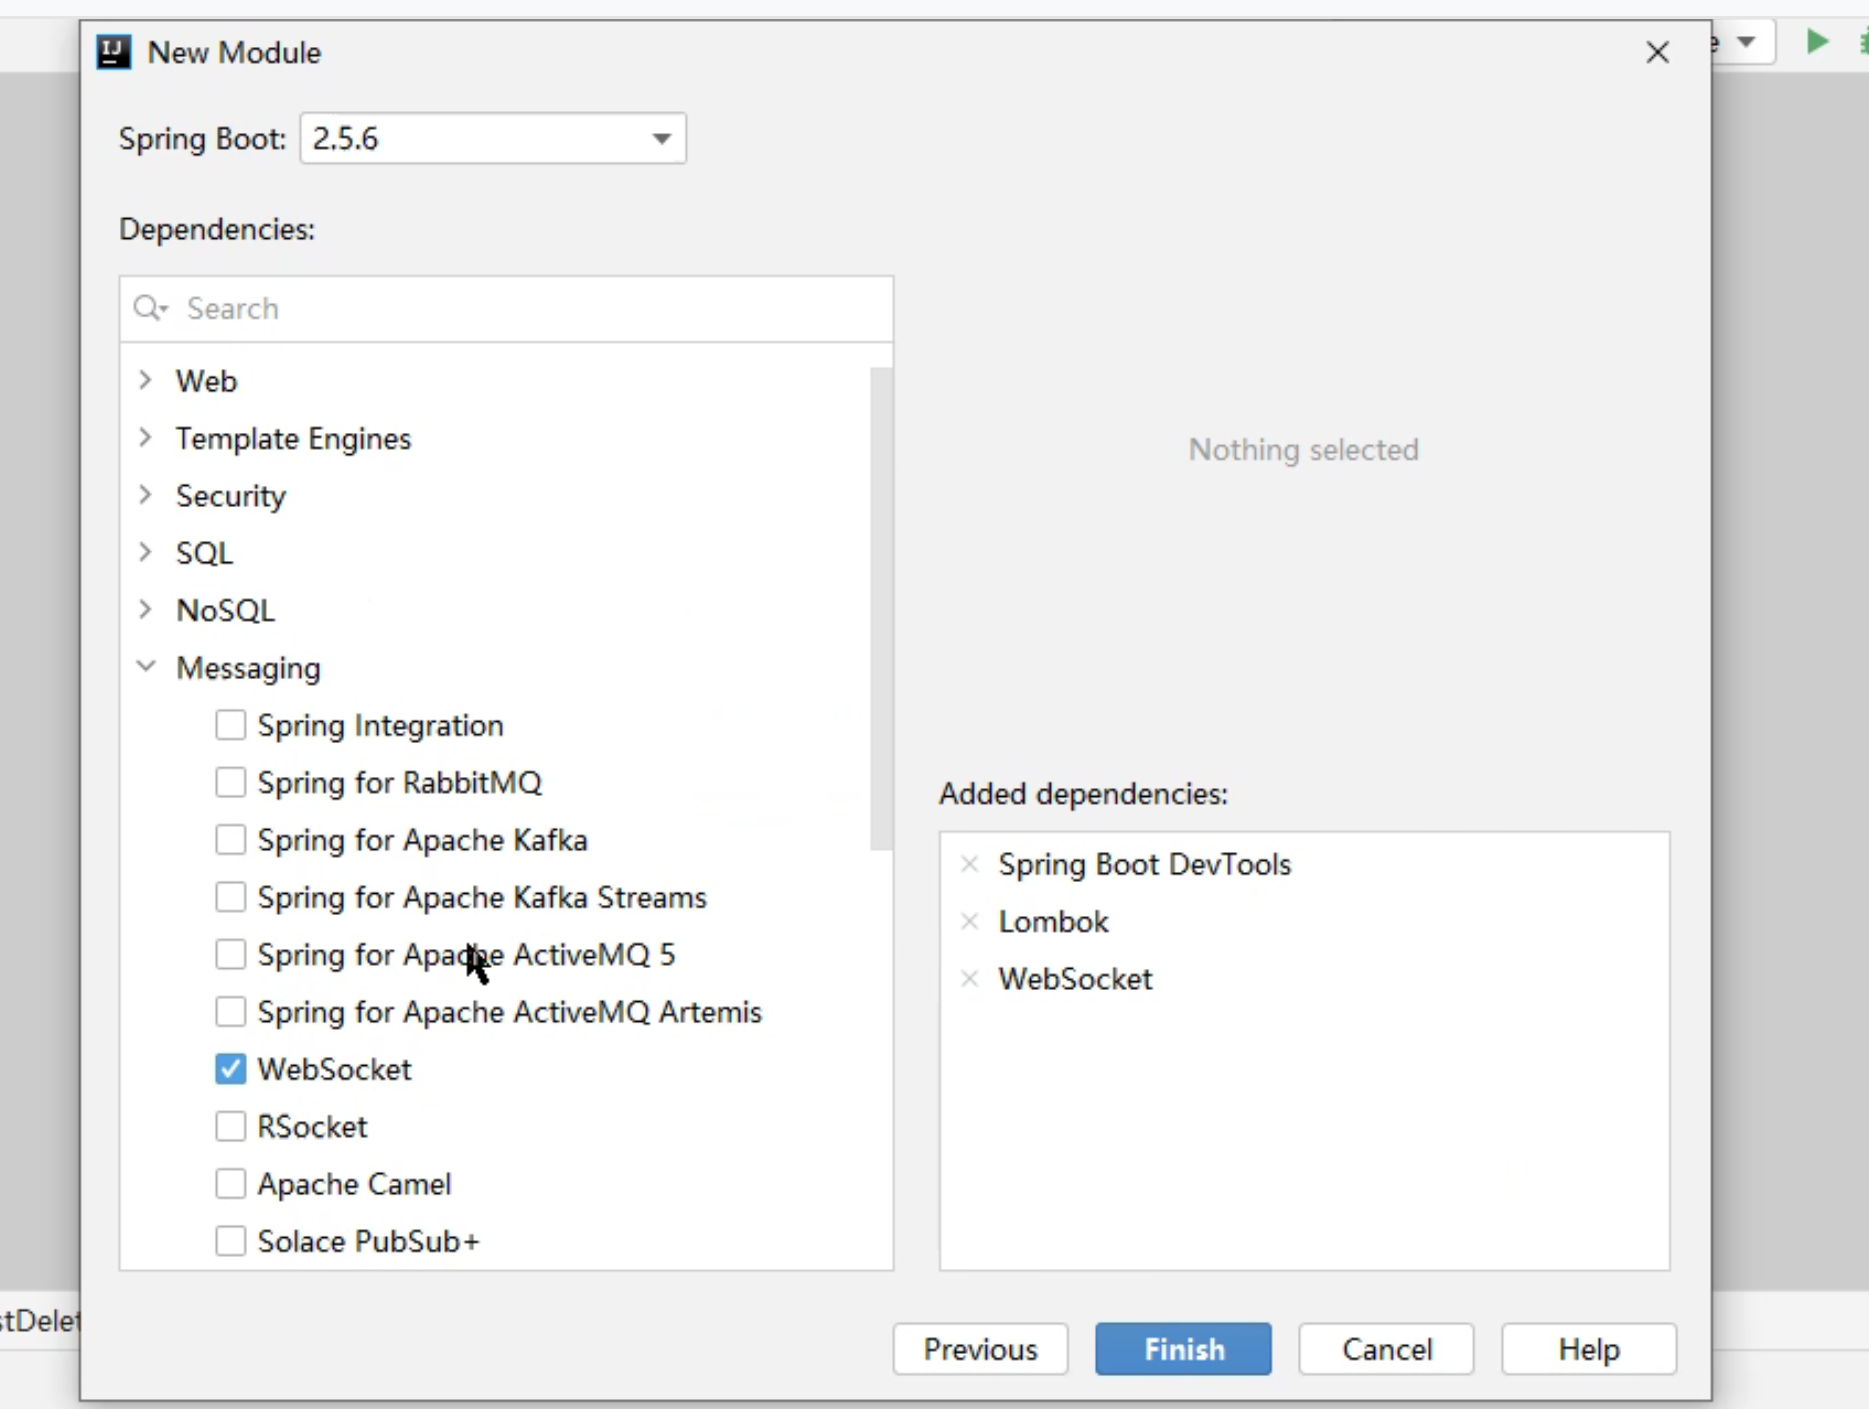 New Module
Spring Boot: 2.5.6
Dependencies:
Search
Web
Template Engines
Security
SQL
NoSQL
Messaging
Spring Integration
Spring for RabbitMQ
Spring for Apache Kafka
Spring for Apache Kafka Streams
Spring for Apache ActiveMQ 5
Spring for Apache ActiveMQ Artemis
WebSocket
RSocket
Apache Camel
Solace PubSub+
Nothing selected
Added dependencies:
Spring Boot DevTools
Lombok
WebSocket
stDelet
Previous Finish Cancel Help